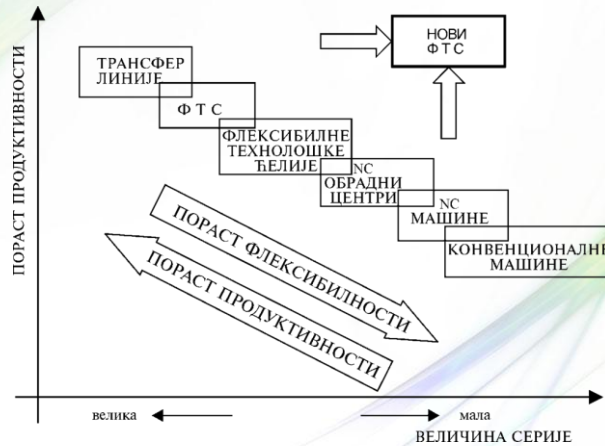 ПОРАСТ ПРОДУКТИВНОСТИ
ТРАНСФЕР
ЛИНИЈЕ
НОВИ
ФТС
Ф Т С
ФЛЕКСИБИЛНЕ
ТЕХНОЛОШКЕ
ЋЕЛИЈЕ
NC
ОБРАДНИ
ЦЕНТРИ
NC
МАШИНЕ
КОНВЕНЦИОНАЛНЕ
МАШИНЕ
ПОРАСТ ФЛЕКСИБИЛНОСТИ
ПОРАСТ ПРОДУКТИВНОСТИ
велика
мала
ВЕЛИЧИНА СЕРИЈЕ